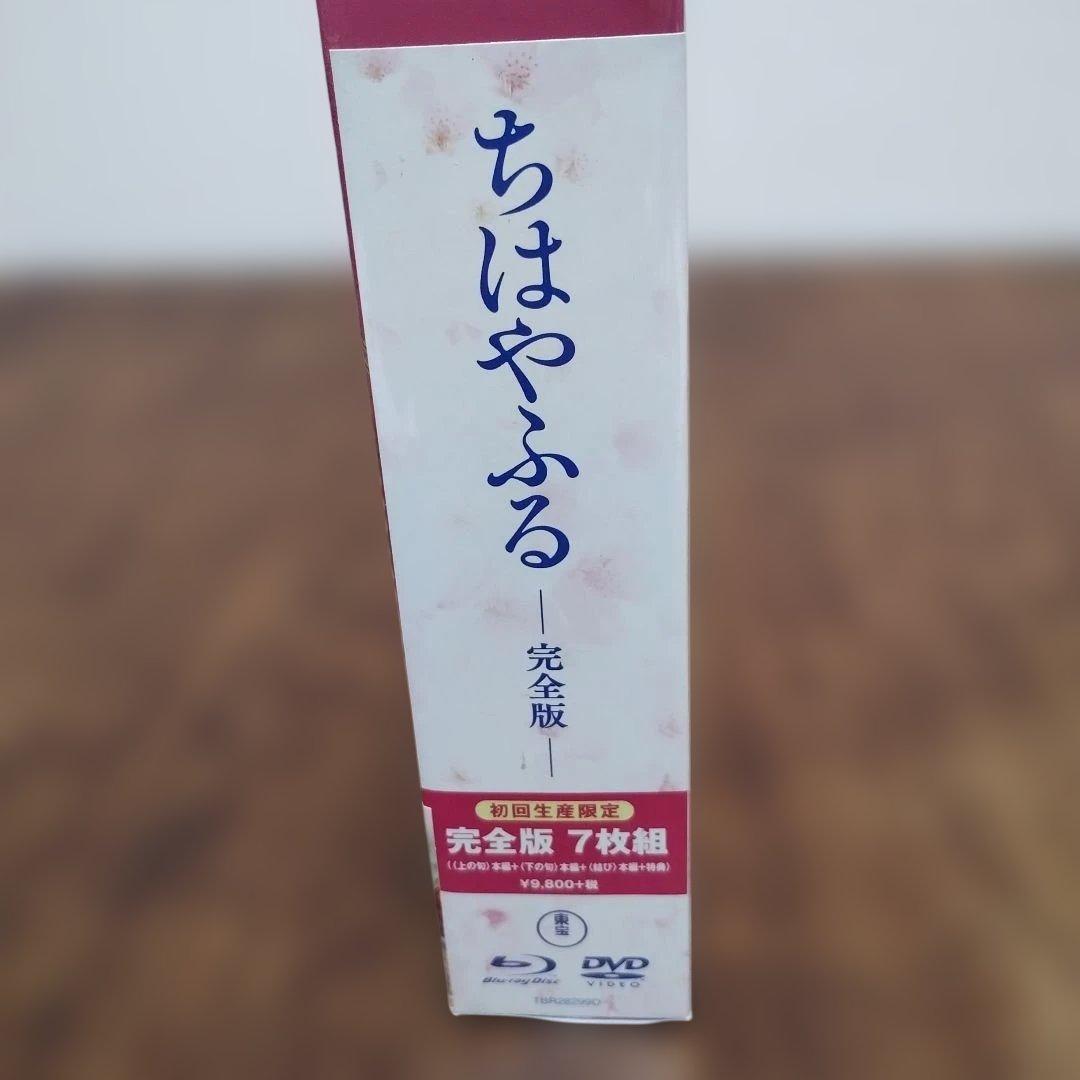 ちはやふる
―完全版―
初回生産限定
完全版 7枚組
(〈上の句〉本編+〈下の句〉本編+〈結び〉本編+特典)
¥9,800+税
東宝
Blu-ray Disc
DVD
VIDEO
TBR28299D